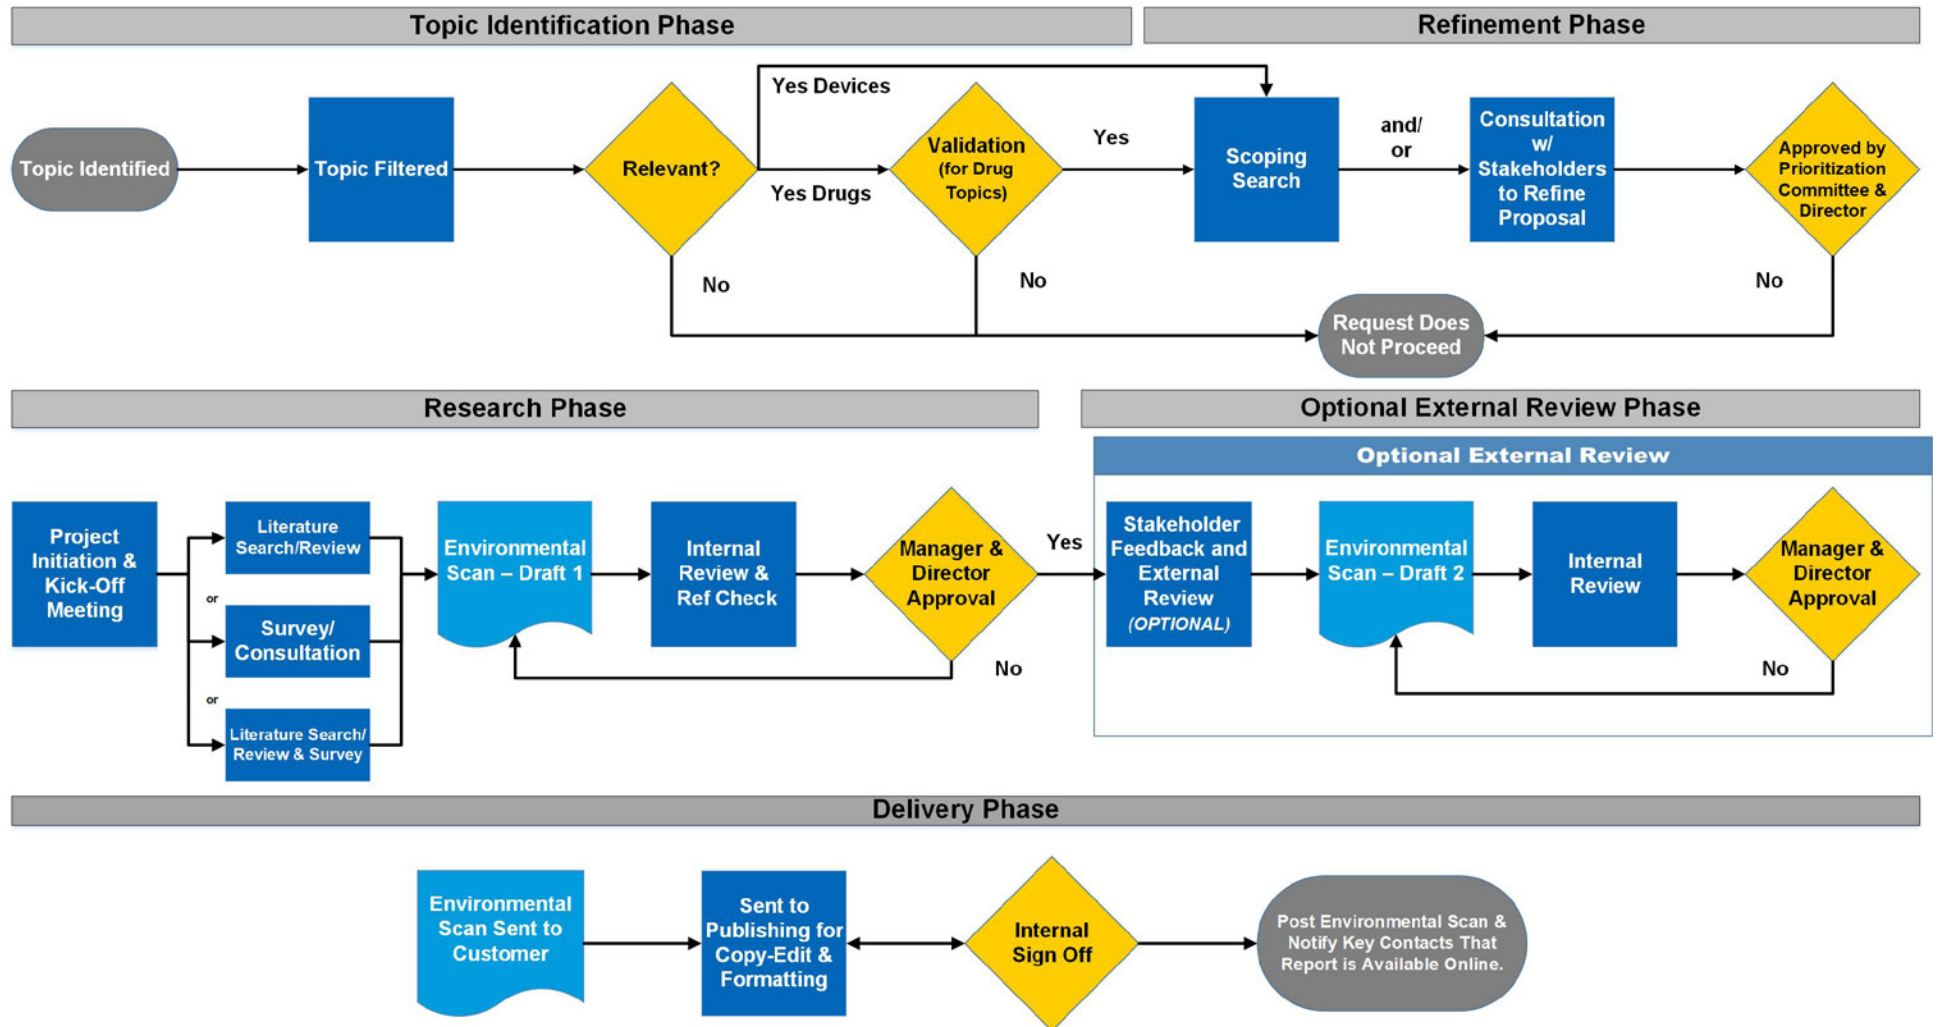 Topic Identification Phase
Refinement Phase
Topic Identified
Topic Filtered
Relevant?
Yes Devices
Yes Drugs
No
Validation
(for Drug
Topics)
Yes
No
Scoping
Search
and/
or
Consultation
w/
Stakeholders
to Refine
Proposal
Approved by
Prioritization
Committee &
Director
No
Request Does
Not Proceed
Research Phase
Optional External Review Phase
Optional External Review
Project
Initiation &
Kick-Off
Meeting
Literature
Search/Review
or
Survey/
Consultation
or
Literature Search/
Review & Survey
Environmental
Scan – Draft 1
Internal
Review &
Ref Check
Manager &
Director
Approval
No
Yes
Stakeholder
Feedback and
External
Review
(OPTIONAL)
Environmental
Scan – Draft 2
Internal
Review
Manager &
Director
Approval
No
Delivery Phase
Environmental
Scan Sent to
Customer
Sent to
Publishing for
Copy-Edit &
Formatting
Internal
Sign Off
Post Environmental Scan &
Notify Key Contacts That
Report is Available Online.